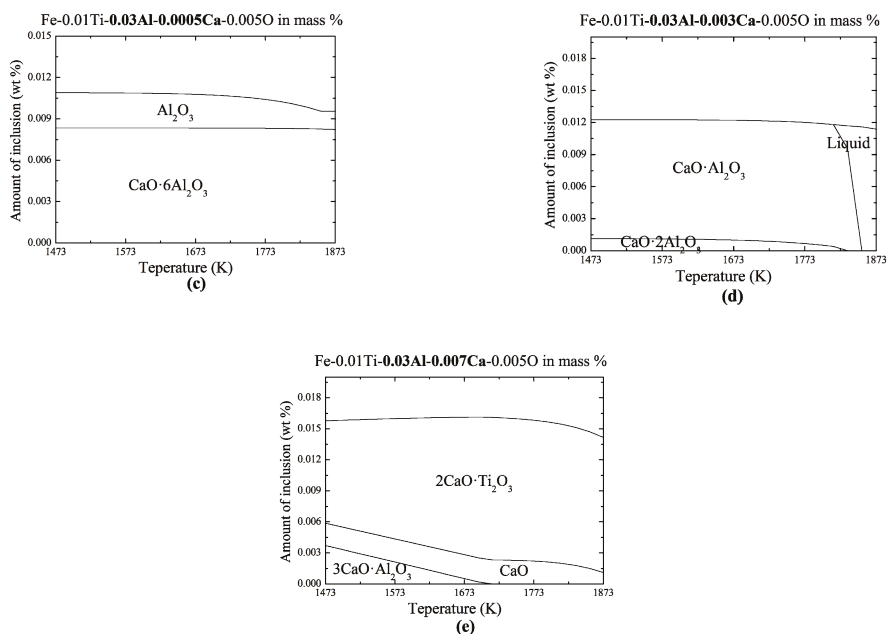 Fe-0.01Ti-0.03Al-0.0005Ca-0.005O in mass %
Amount of inclusion (wt %)
0.015
0.012
0.009
0.006
0.003
0.000
Al₂O₃
CaO·6Al₂O₃
1473 1573 1673 1773 1873
Teperature (K)
(c)
Fe-0.01Ti-0.03Al-0.003Ca-0.005O in mass %
Amount of inclusion (wt %)
0.018
0.015
0.012
0.009
0.006
0.003
0.000
Liquid
CaO·Al₂O₃
CaO·2Al₂O₃
1473 1573 1673 1773 1873
Teperature (K)
(d)
Fe-0.01Ti-0.03Al-0.007Ca-0.005O in mass %
Amount of inclusion (wt %)
0.018
0.015
0.012
0.009
0.006
0.003
0.000
2CaO·Ti₂O₃
3CaO·Al₂O₃
CaO
1473 1573 1673 1773 1873
Teperature (K)
(e)